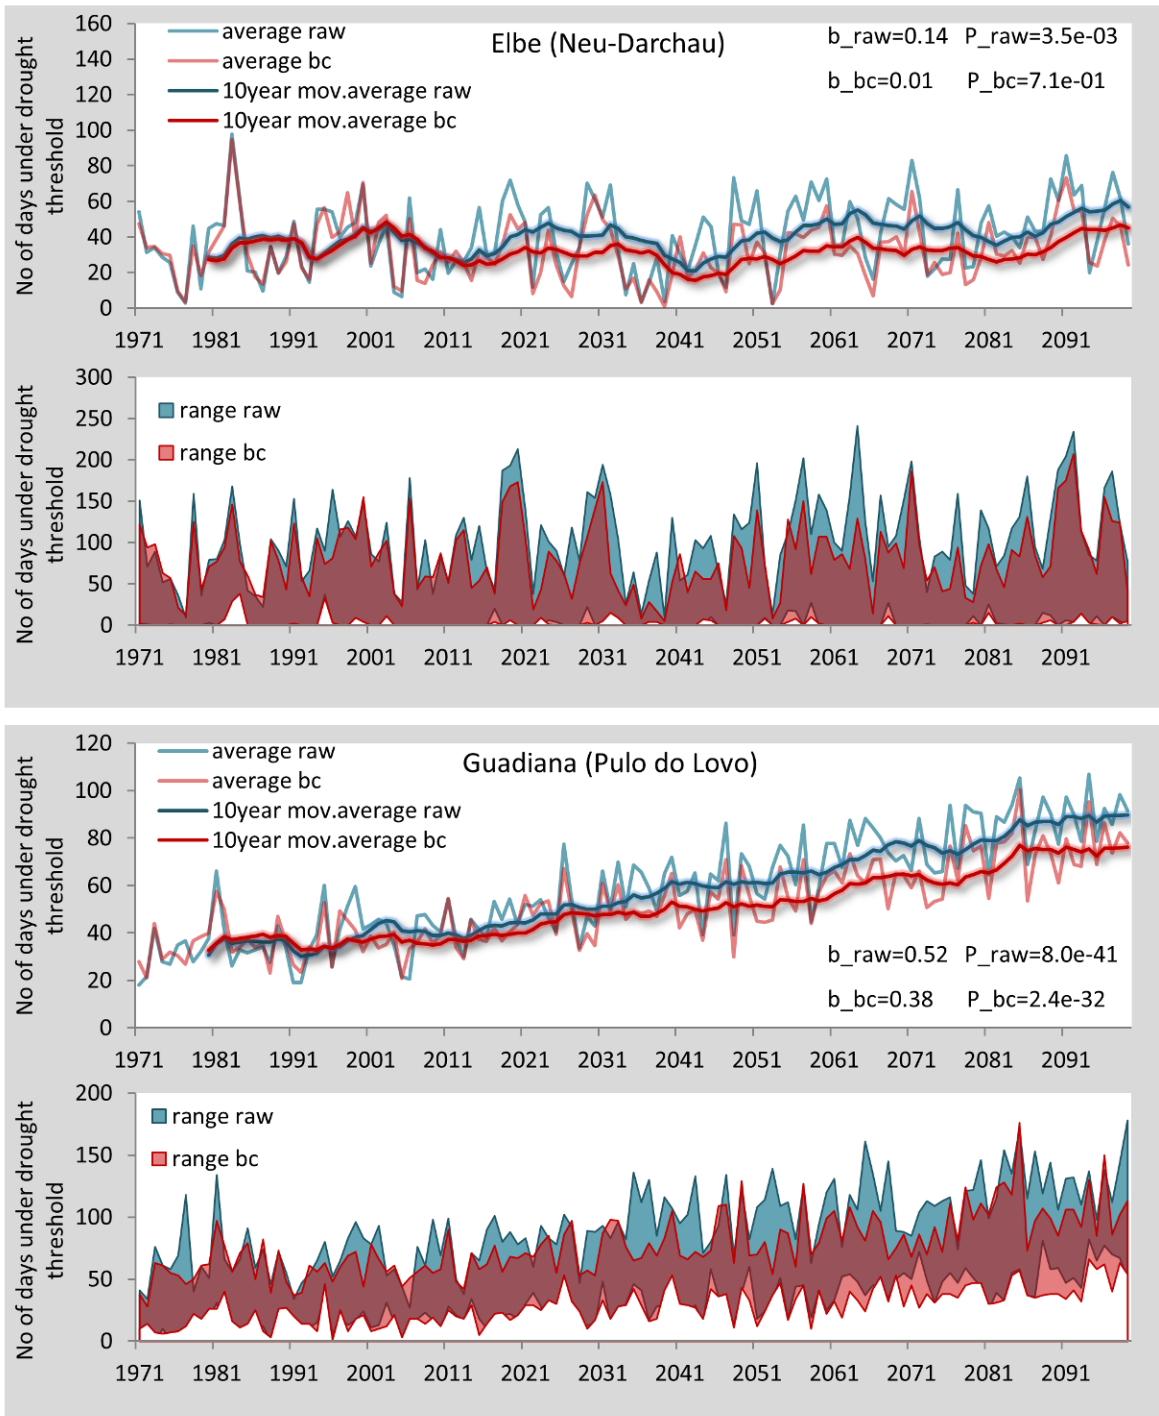 No of days under drought
threshold
160
140
120
100
80
60
40
20
0
average raw
average bc
10year mov.average raw
10year mov.average bc
Elbe (Neu-Darchau)
b_raw=0.14 P_raw=3.5e-03
b_bc=0.01 P_bc=7.1e-01
1971 1981 1991 2001 2011 2021 2031 2041 2051 2061 2071 2081 2091
No of days under drought
threshold
300
250
200
150
100
50
0
range raw
range bc
1971 1981 1991 2001 2011 2021 2031 2041 2051 2061 2071 2081 2091
No of days under drought
threshold
120
100
80
60
40
20
0
average raw
average bc
10year mov.average raw
10year mov.average bc
Guadiana (Pulo do Lovo)
b_raw=0.52 P_raw=8.0e-41
b_bc=0.38 P_bc=2.4e-32
1971 1981 1991 2001 2011 2021 2031 2041 2051 2061 2071 2081 2091
No of days under drought
threshold
200
150
100
50
0
range raw
range bc
1971 1981 1991 2001 2011 2021 2031 2041 2051 2061 2071 2081 2091